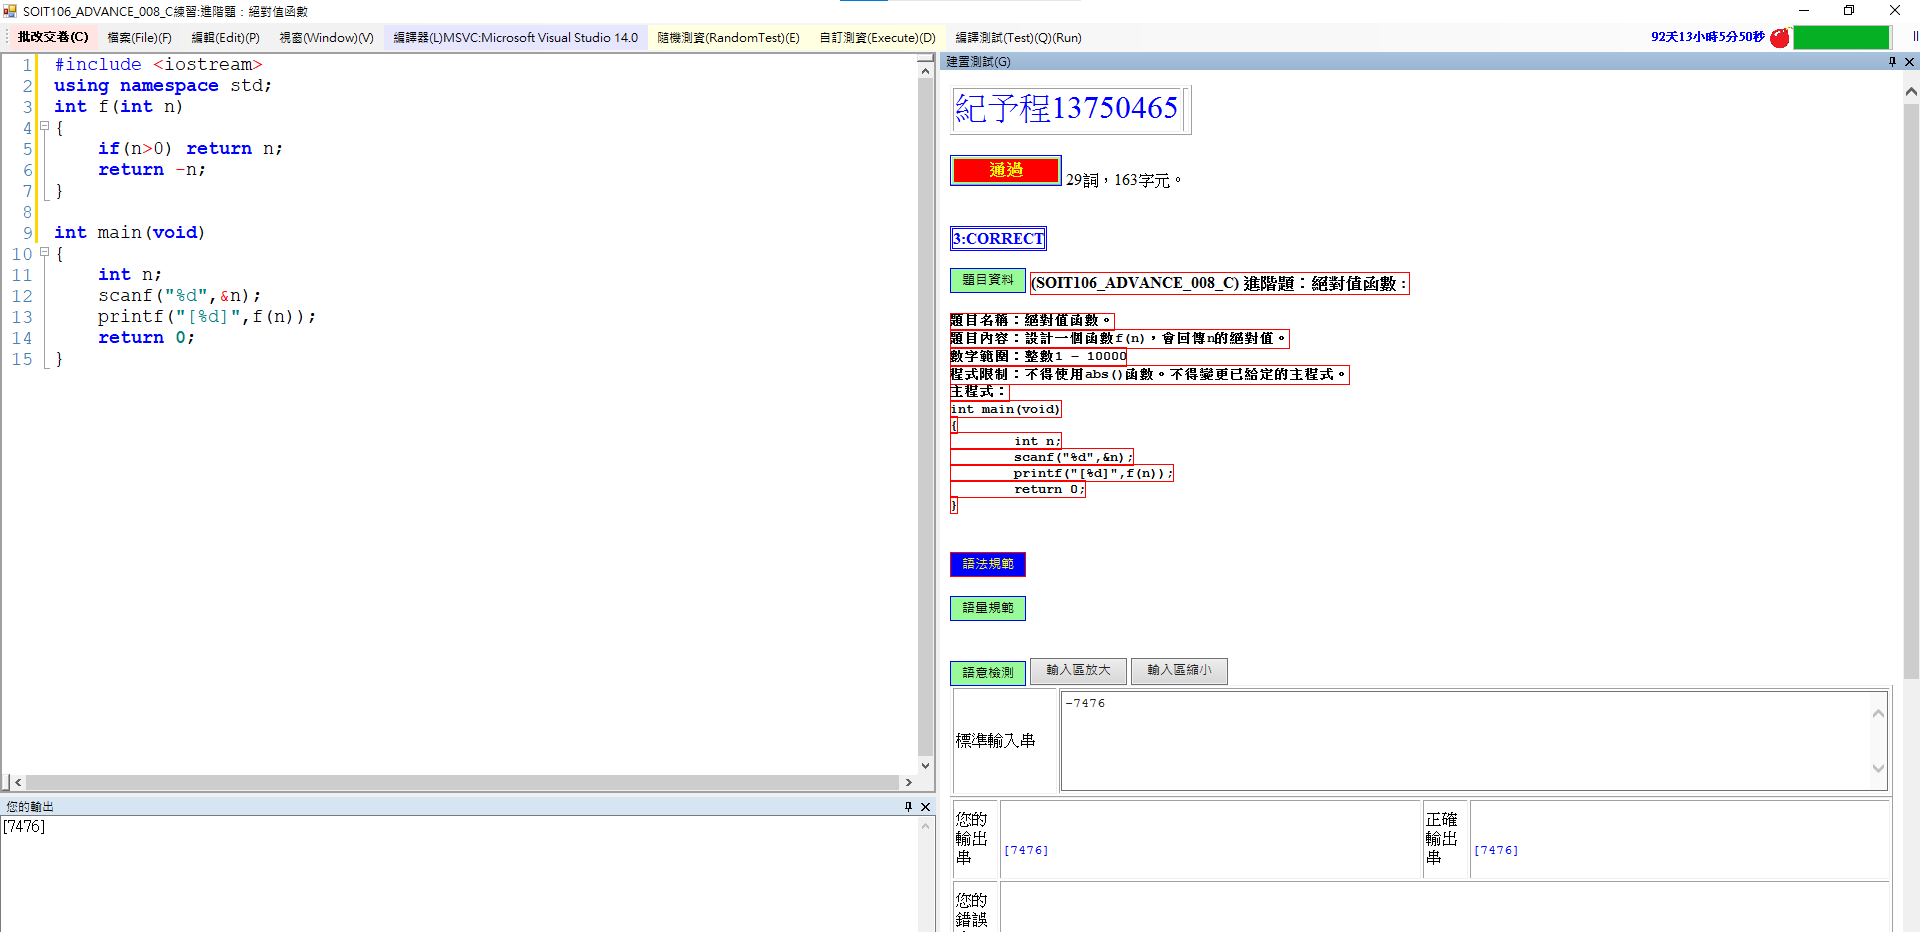 SOIT106_ADVANCE_008_C練習:進階題：絕對值函數
批改交卷(C) 檔案(File)(F) 編輯(Edit)(P) 視窗(Window)(V) 編譯器(L)MSVC:Microsoft Visual Studio 14.0 隨機測資(RandomTest)(E) 自訂測資(Execute)(D) 編譯測試(Test)(Q)(Run) 92天13小時5分50秒
1 #include <iostream>
2 using namespace std;
3 int f(int n)
4 {
5 if(n>0) return n;
6 return -n;
7 }
8
9 int main(void)
10 {
11 int n;
12 scanf("%d",&n);
13 printf("[%d]",f(n));
14 return 0;
15 }
您的輸出
[7476]
建置測試(G)
紀予程13750465
通過 29詞，163字元。
3:CORRECT
題目資料 (SOIT106_ADVANCE_008_C) 進階題：絕對值函數：
題目名稱：絕對值函數。
題目內容：設計一個函數f(n)，會回傳n的絕對值。
數字範圍：整數1 - 10000
程式限制：不得使用abs()函數。不得變更已給定的主程式。
主程式：
int main(void)
{
int n;
scanf("%d",&n);
printf("[%d]",f(n));
return 0;
}
語法規範
語量規範
語意檢測 輸入區放大 輸入區縮小
標準輸入串 -7476
您的輸出串 [7476] 正確輸出串 [7476]
您的錯誤